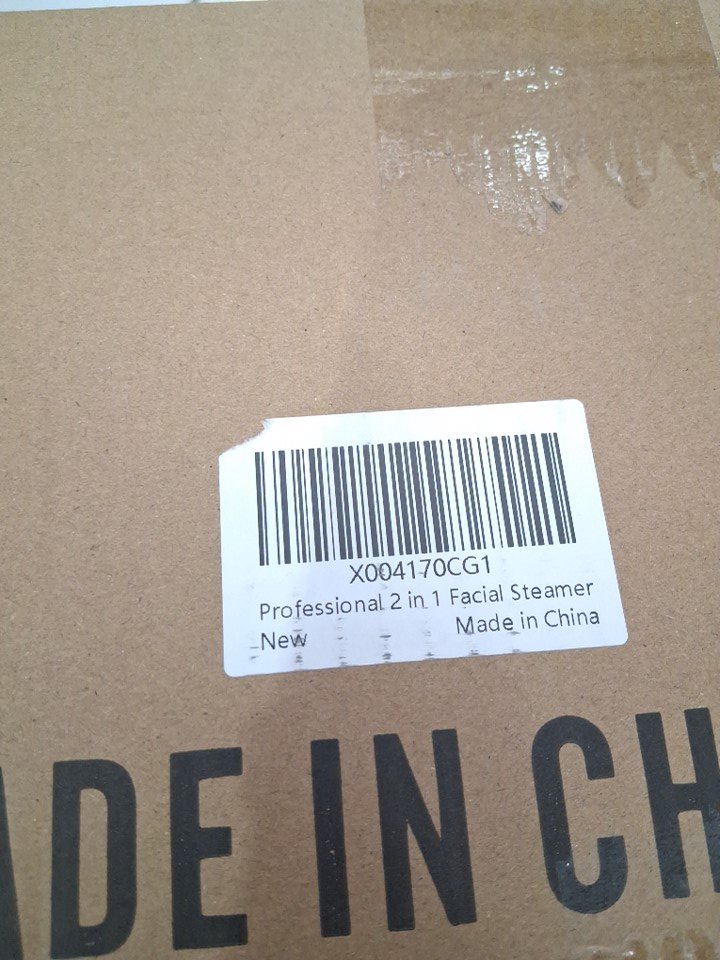 X004170CG1
Professional 2 in 1 Facial Steamer
New
Made in China
ADE IN CH